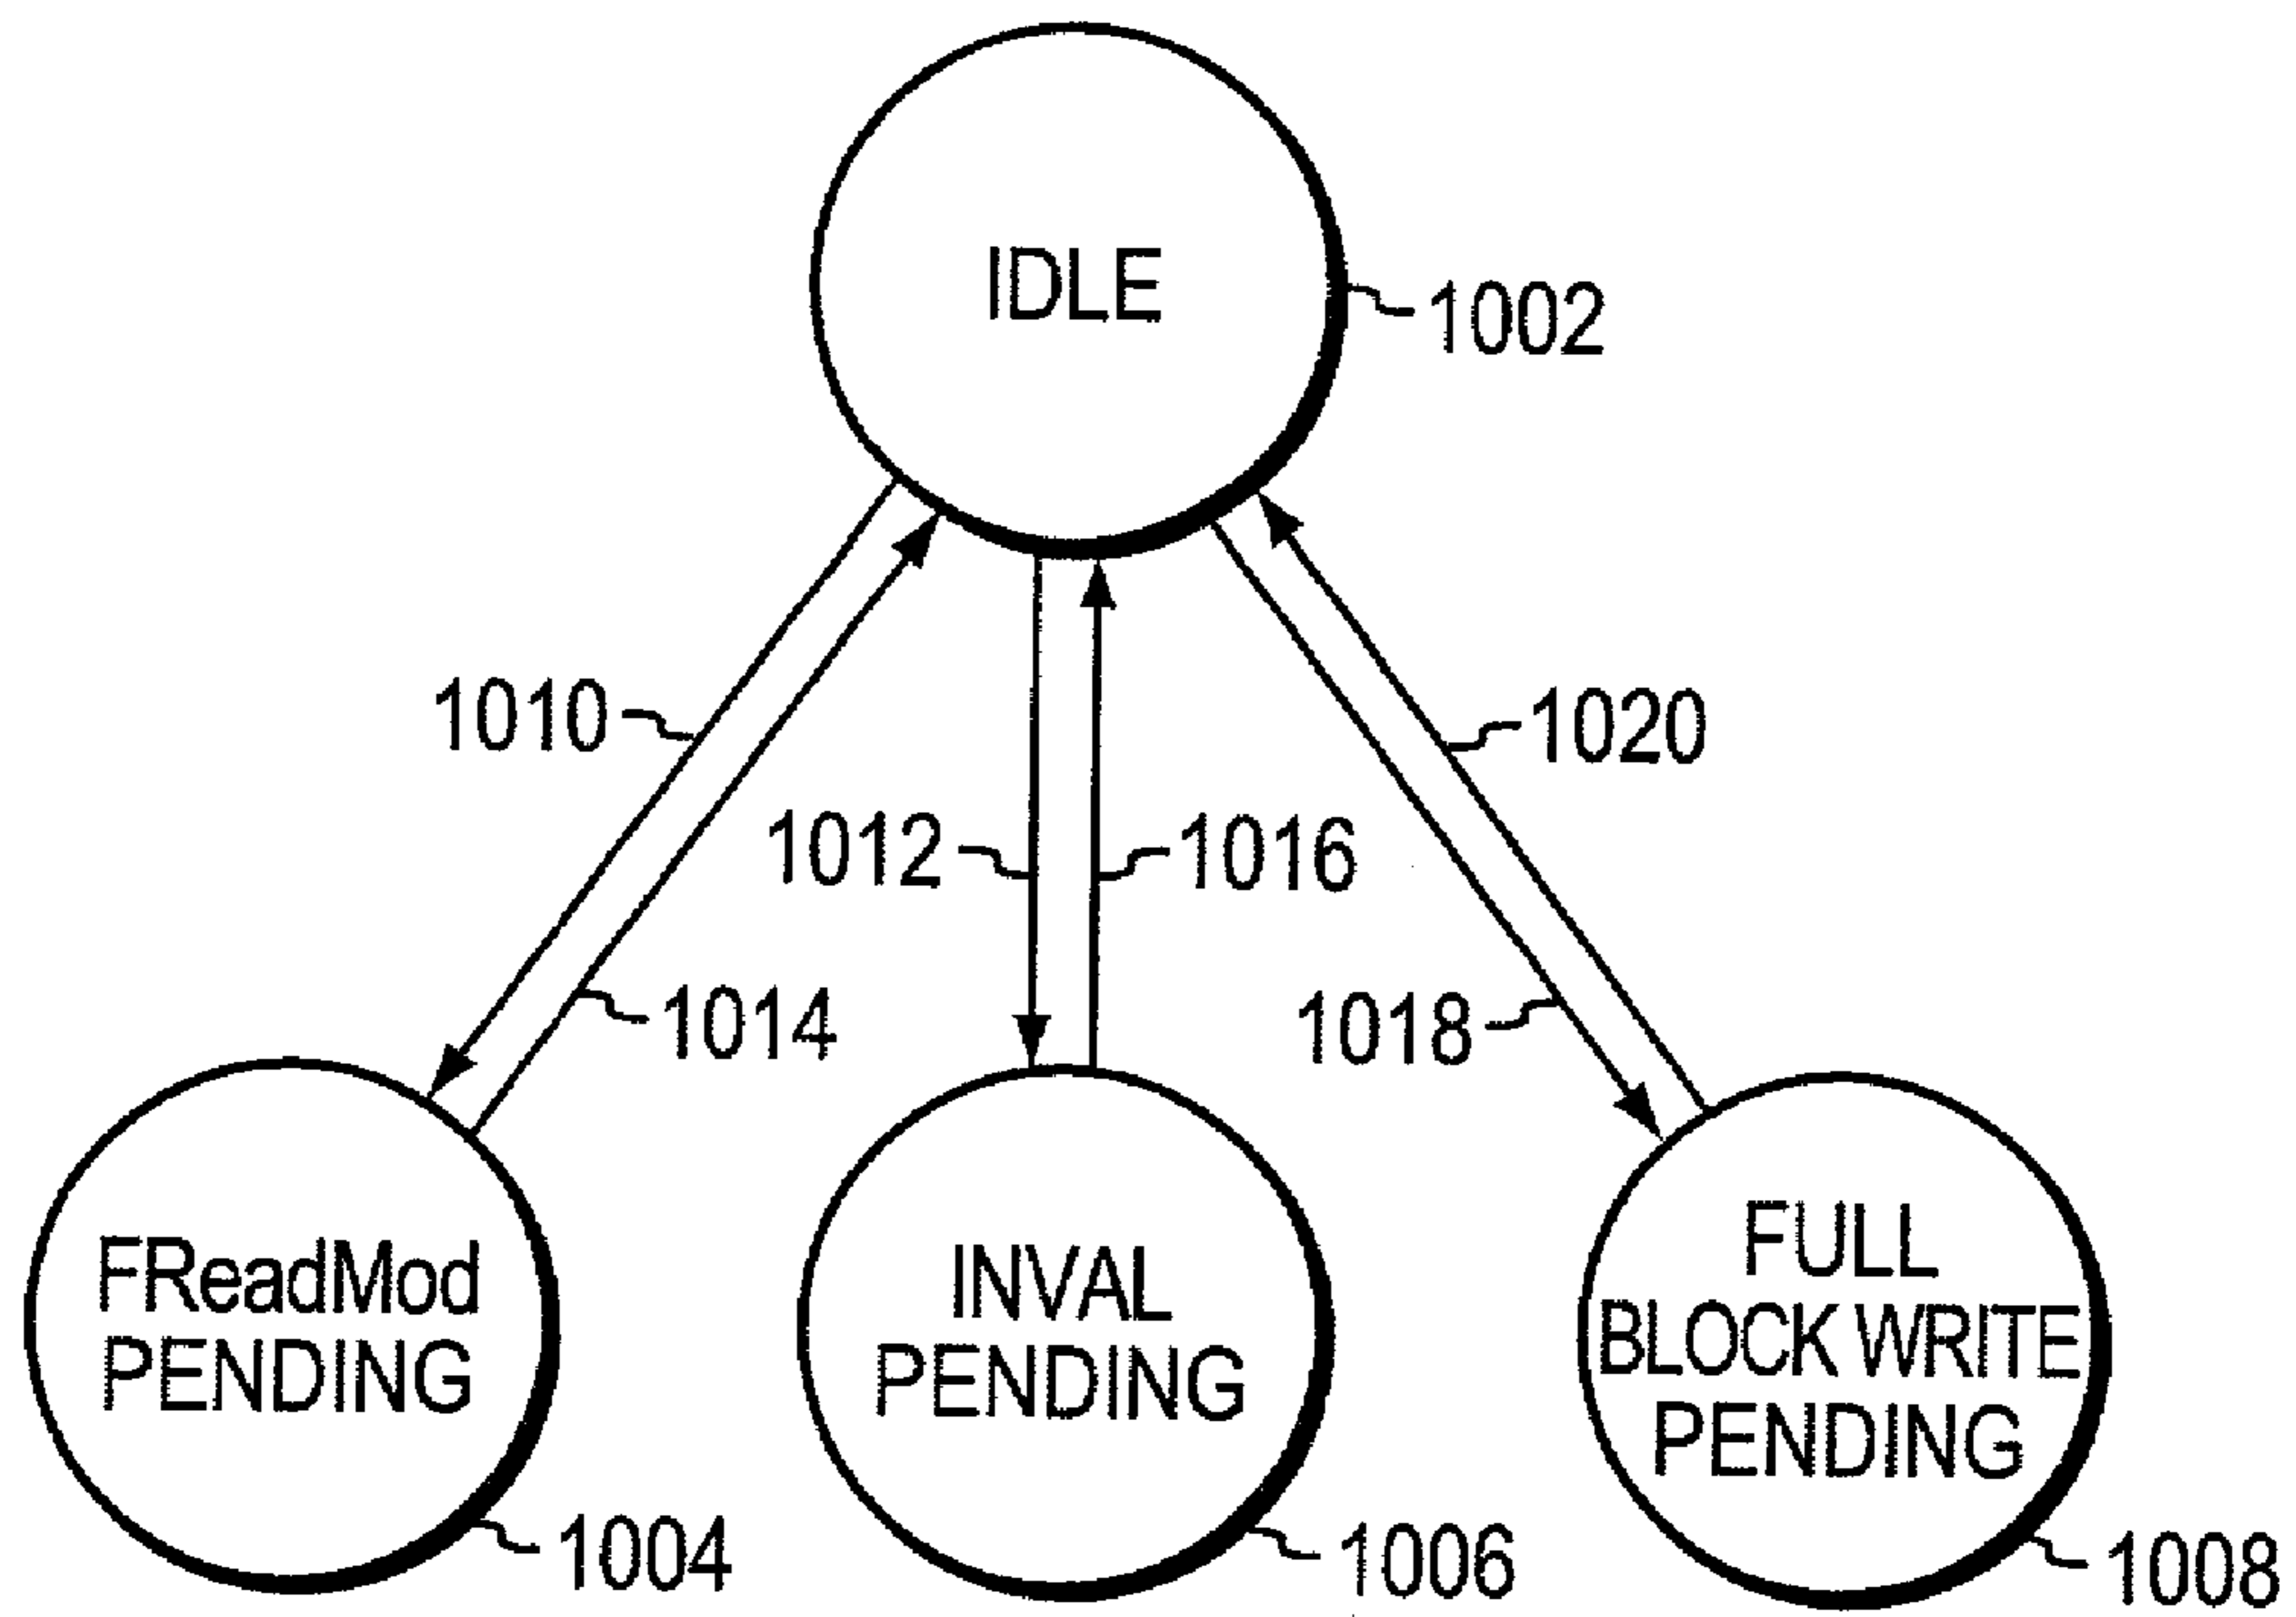 IDLE
1002
1010
1020
1012
1016
1014
1018
FReadMod
PENDING
INVAL
PENDING
FULL
BLOCK WRITE
PENDING
1004
1006
1008